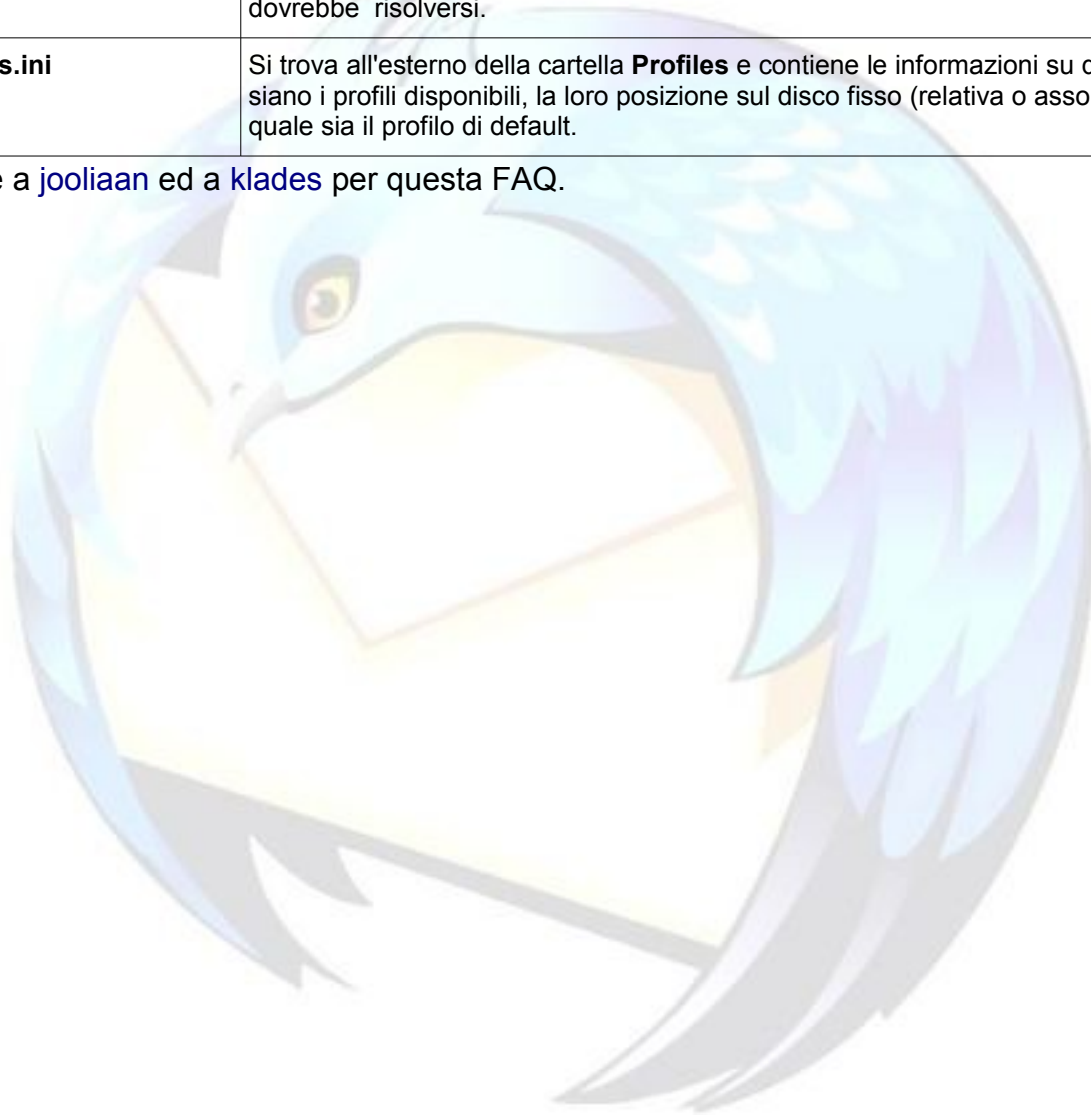 dovrebbe risolversi.
s.ini
Si trova all'esterno della cartella Profiles e contiene le informazioni su
siano i profili disponibili, la loro posizione sul disco fisso (relativa o asso
quale sia il profilo di default.
a jooliaan ed a klades per questa FAQ.